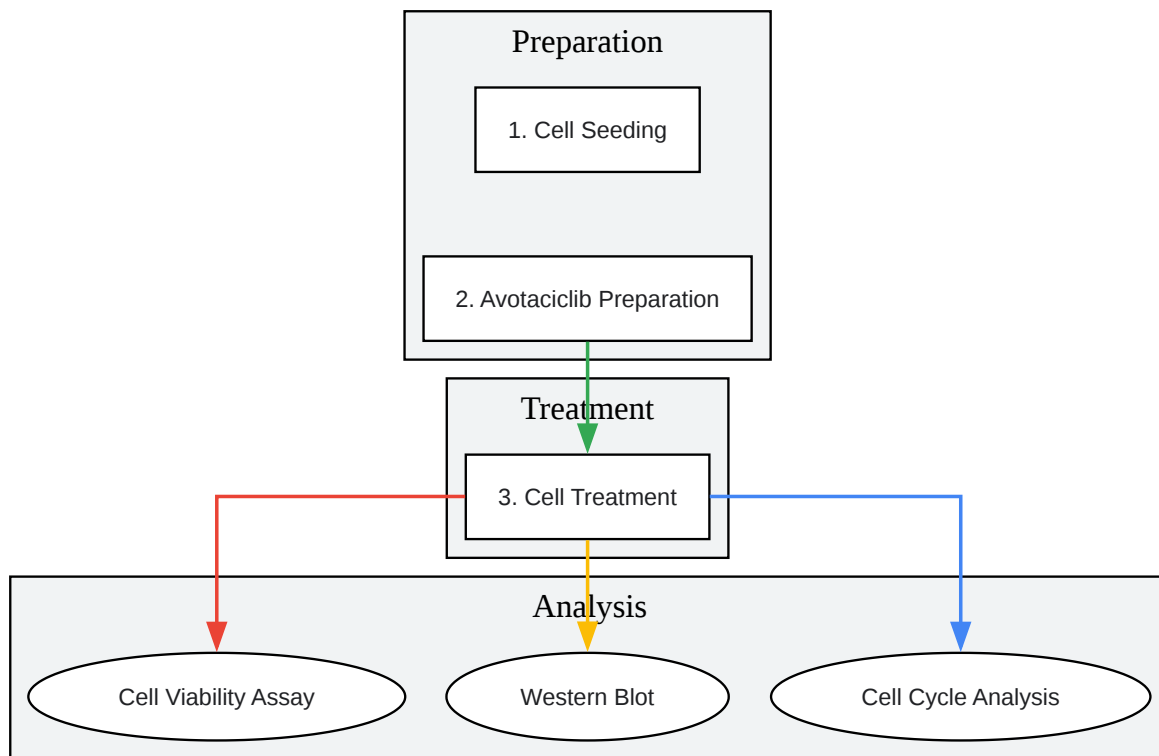 Preparation
1. Cell Seeding
2. Avotaciclib Preparation
Treatment
3. Cell Treatment
Analysis
Cell Viability Assay
Western Blot
Cell Cycle Analysis